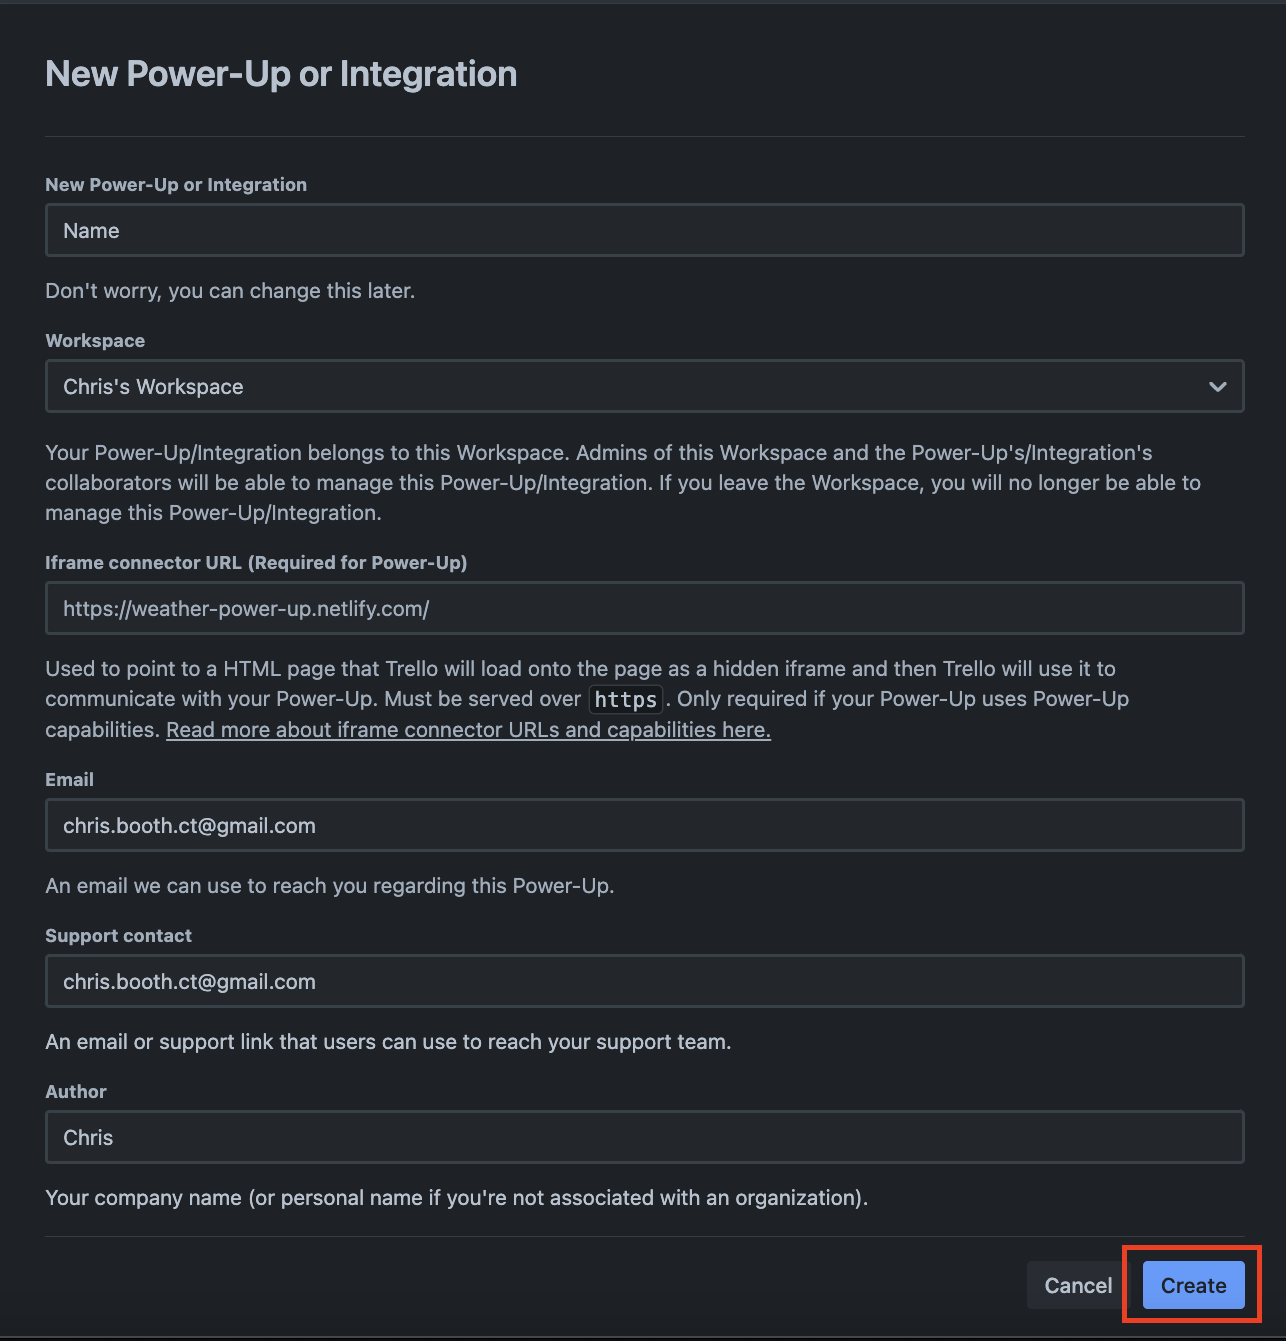 New Power-Up or Integration
New Power-Up or Integration
Name
Don't worry, you can change this later.
Workspace
Chris's Workspace
Your Power-Up/Integration belongs to this Workspace. Admins of this Workspace and the Power-Up's/Integration's
collaborators will be able to manage this Power-Up/Integration. If you leave the Workspace, you will no longer be able to
manage this Power-Up/Integration.
Iframe connector URL (Required for Power-Up)
https://weather-power-up.netlify.com/
Used to point to a HTML page that Trello will load onto the page as a hidden iframe and then Trello will use it to
communicate with your Power-Up. Must be served over https. Only required if your Power-Up uses Power-Up
capabilities. Read more about iframe connector URLs and capabilities here.
Email
chris.booth.ct@gmail.com
An email we can use to reach you regarding this Power-Up.
Support contact
chris.booth.ct@gmail.com
An email or support link that users can use to reach your support team.
Author
Chris
Your company name (or personal name if you're not associated with an organization).
Cancel Create